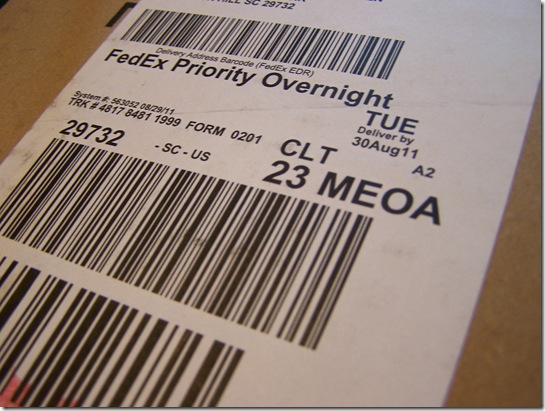 HILL SC 29732
Delivery Address Barcode (FedEx EDR)
FedEx Priority Overnight
TUE
Deliver by
30Aug11
System #: 563052 08/29/11
TRK # 4817 8481 1999 FORM 0201
A2
29732
- SC - US
CLT
23 MEOA